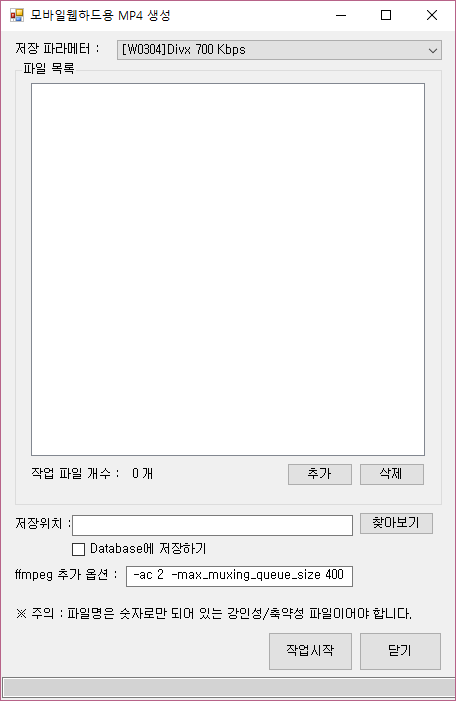 모바일웹하드용 MP4 생성
저장 파라메터 : [W0304]Divx 700 Kbps
파일 목록
작업 파일 개수 : 0 개 추가 삭제
저장위치 : 찾아보기
Database에 저장하기
ffmpeg 추가 옵션 : -ac 2 -max_muxing_queue_size 400
※ 주의 : 파일명은 숫자로만 되어 있는 강인성/축약성 파일이어야 합니다.
작업시작 닫기